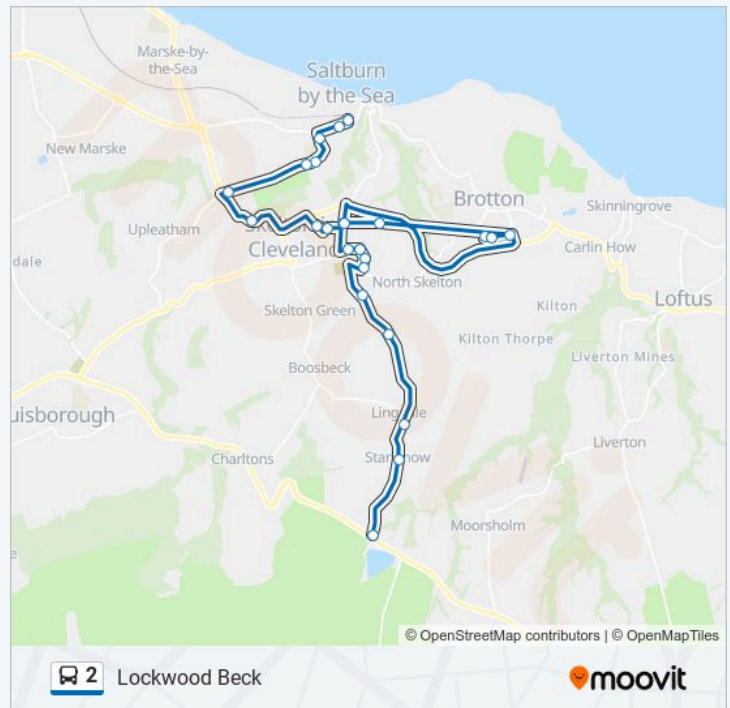 Marske-by-
the-Sea
Saltburn
by the Sea
New Marske
Brotton
Skinningrove
Upleatham
Cleveland
Carlin How
dale
North Skelton
Kilton
Loftus
Skelton Green
Kilton Thorpe
Liverton Mines
Boosbeck
uisborough
Liverton
Charltons
Moorsholm
© OpenStreetMap contributors | © OpenMapTiles
2 Lockwood Beck
moovit